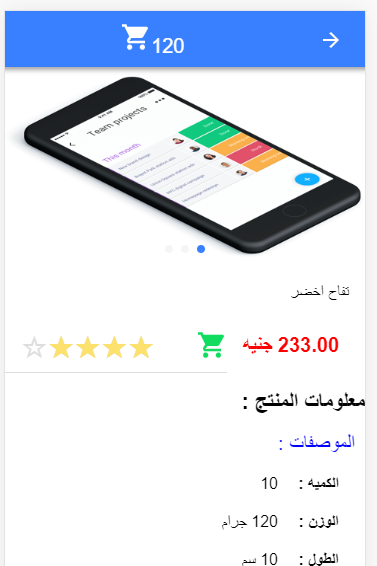 120
Team projects
This month
تفاح اخضر
233.00 جنيه
معلومات المنتج :
الموصفات :
الكميه : 10
الوزن : 120 جرام
الطول : 10 سم